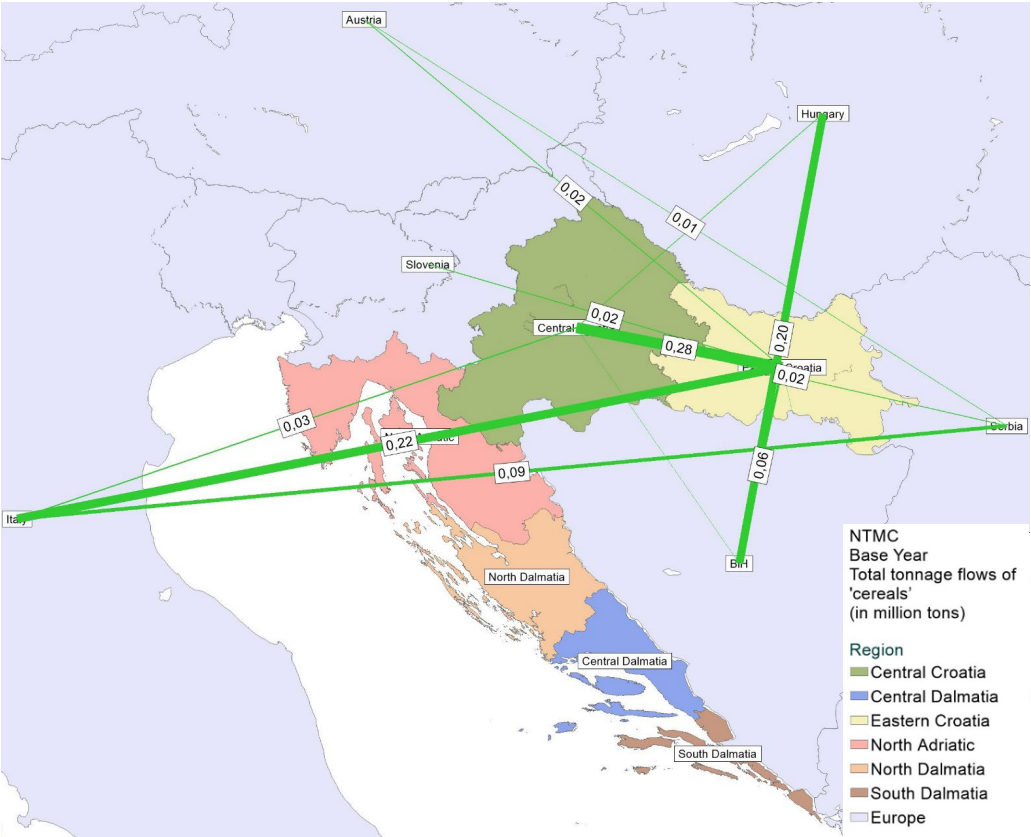 Austria
Hungary
0,02
0,01
Slovenia
0,02
Central
0,28
0,20
Croatia
0,02
0,03
0,22
Serbia
0,09
0,06
Italy
BiH
North Dalmatia
Central Dalmatia
South Dalmatia
NTMC
Base Year
Total tonnage flows of
'cereals'
(in million tons)
Region
Central Croatia
Central Dalmatia
Eastern Croatia
North Adriatic
North Dalmatia
South Dalmatia
Europe